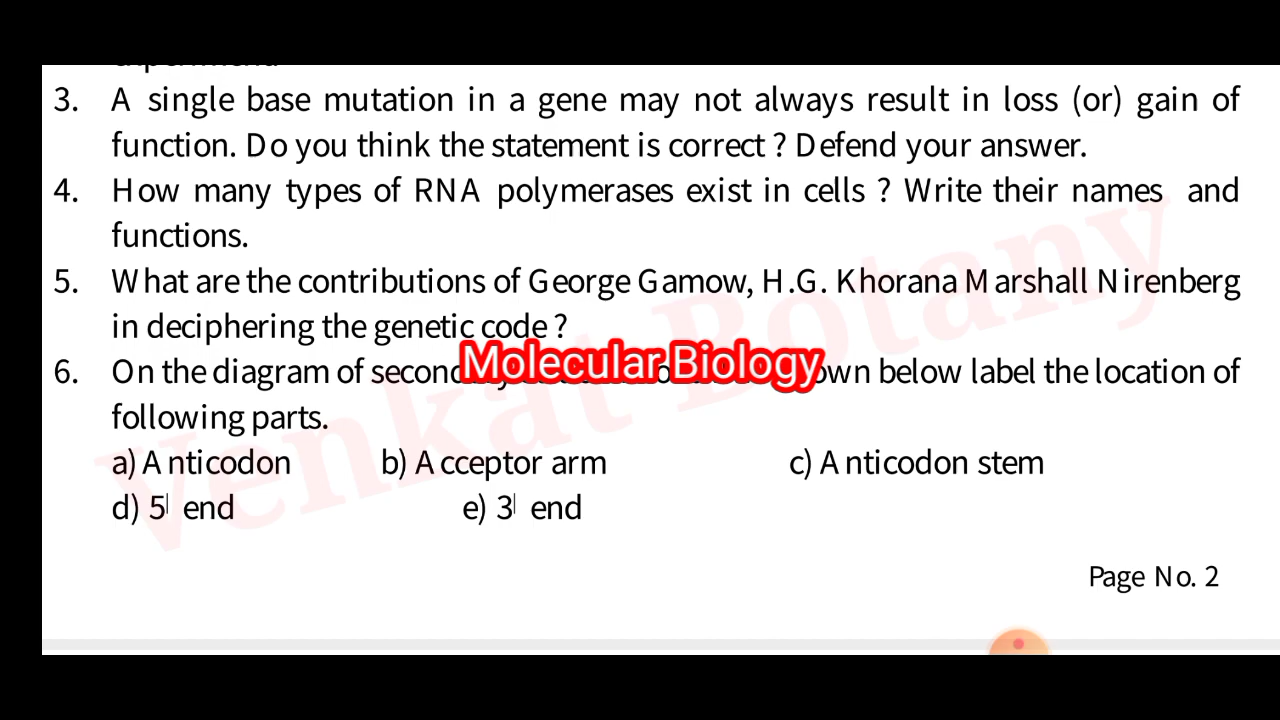 3. A single base mutation in a gene may not always result in loss (or) gain of
function. Do you think the statement is correct ? Defend your answer.
4. How many types of RNA polymerases exist in cells ? Write their names and
functions.
5. What are the contributions of George Gamow, H.G. Khorana Marshall Nirenberg
in deciphering the genetic code ?
Molecular Biology
6. On the diagram of below label the location of
following parts.
a) Anticodon b) Acceptor arm c) Anticodon stem
d) 5| end e) 3| end
Venkat Botany
Page No. 2